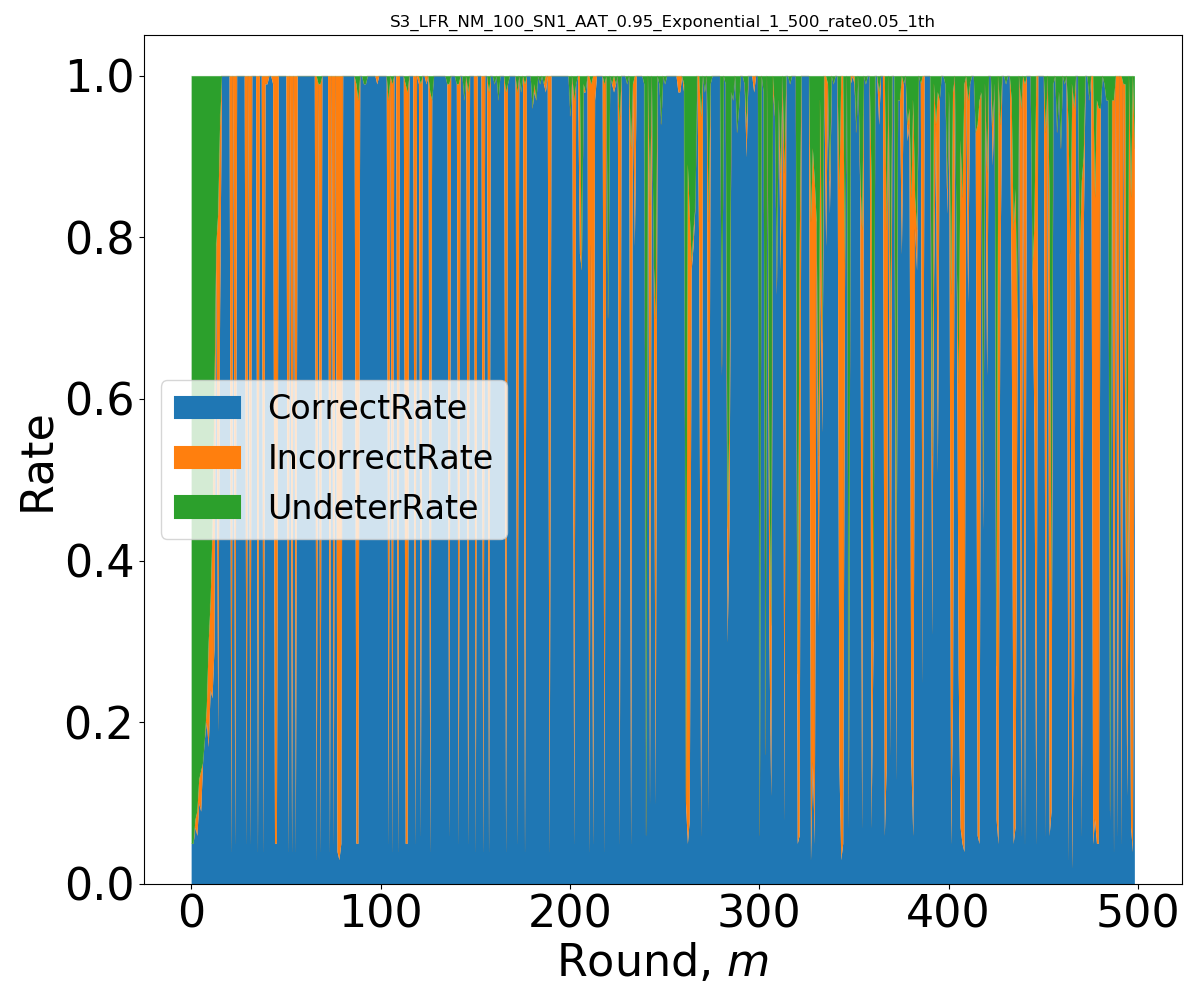 S3_LFR_NM_100_SN1_AAT_0.95_Exponential_1_500_rate0.05_1th
1.0
0.8
0.6
0.4
0.2
0.0
Rate
CorrectRate
IncorrectRate
UndeterRate
0 100 200 300 400 500
Round, m